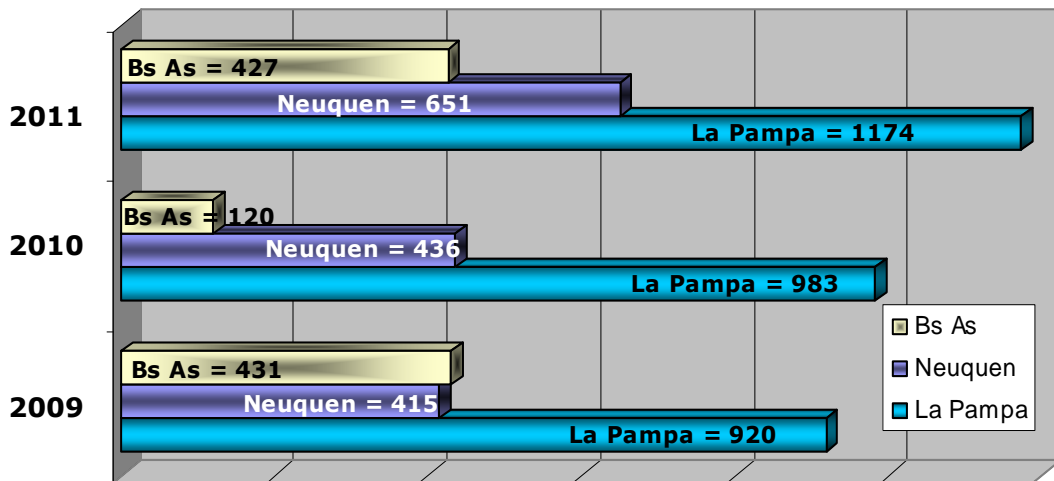 Bs As = 427
2011
Neuquen = 651
La Pampa = 1174
Bs As = 120
2010
Neuquen = 436
La Pampa = 983
Bs As
Bs As = 431
Neuquen
2009
Neuquen = 415
La Pampa
La Pampa = 920